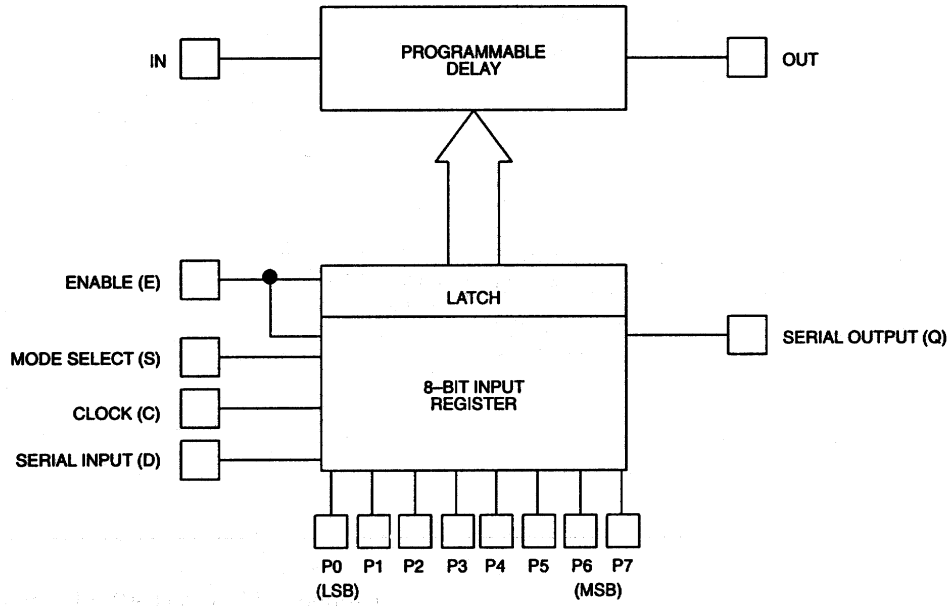 IN
PROGRAMMABLE
DELAY
OUT
ENABLE (E)
LATCH
MODE SELECT (S)
SERIAL OUTPUT (Q)
8–BIT INPUT
REGISTER
CLOCK (C)
SERIAL INPUT (D)
P0 P1 P2 P3 P4 P5 P6 P7
(LSB) (MSB)